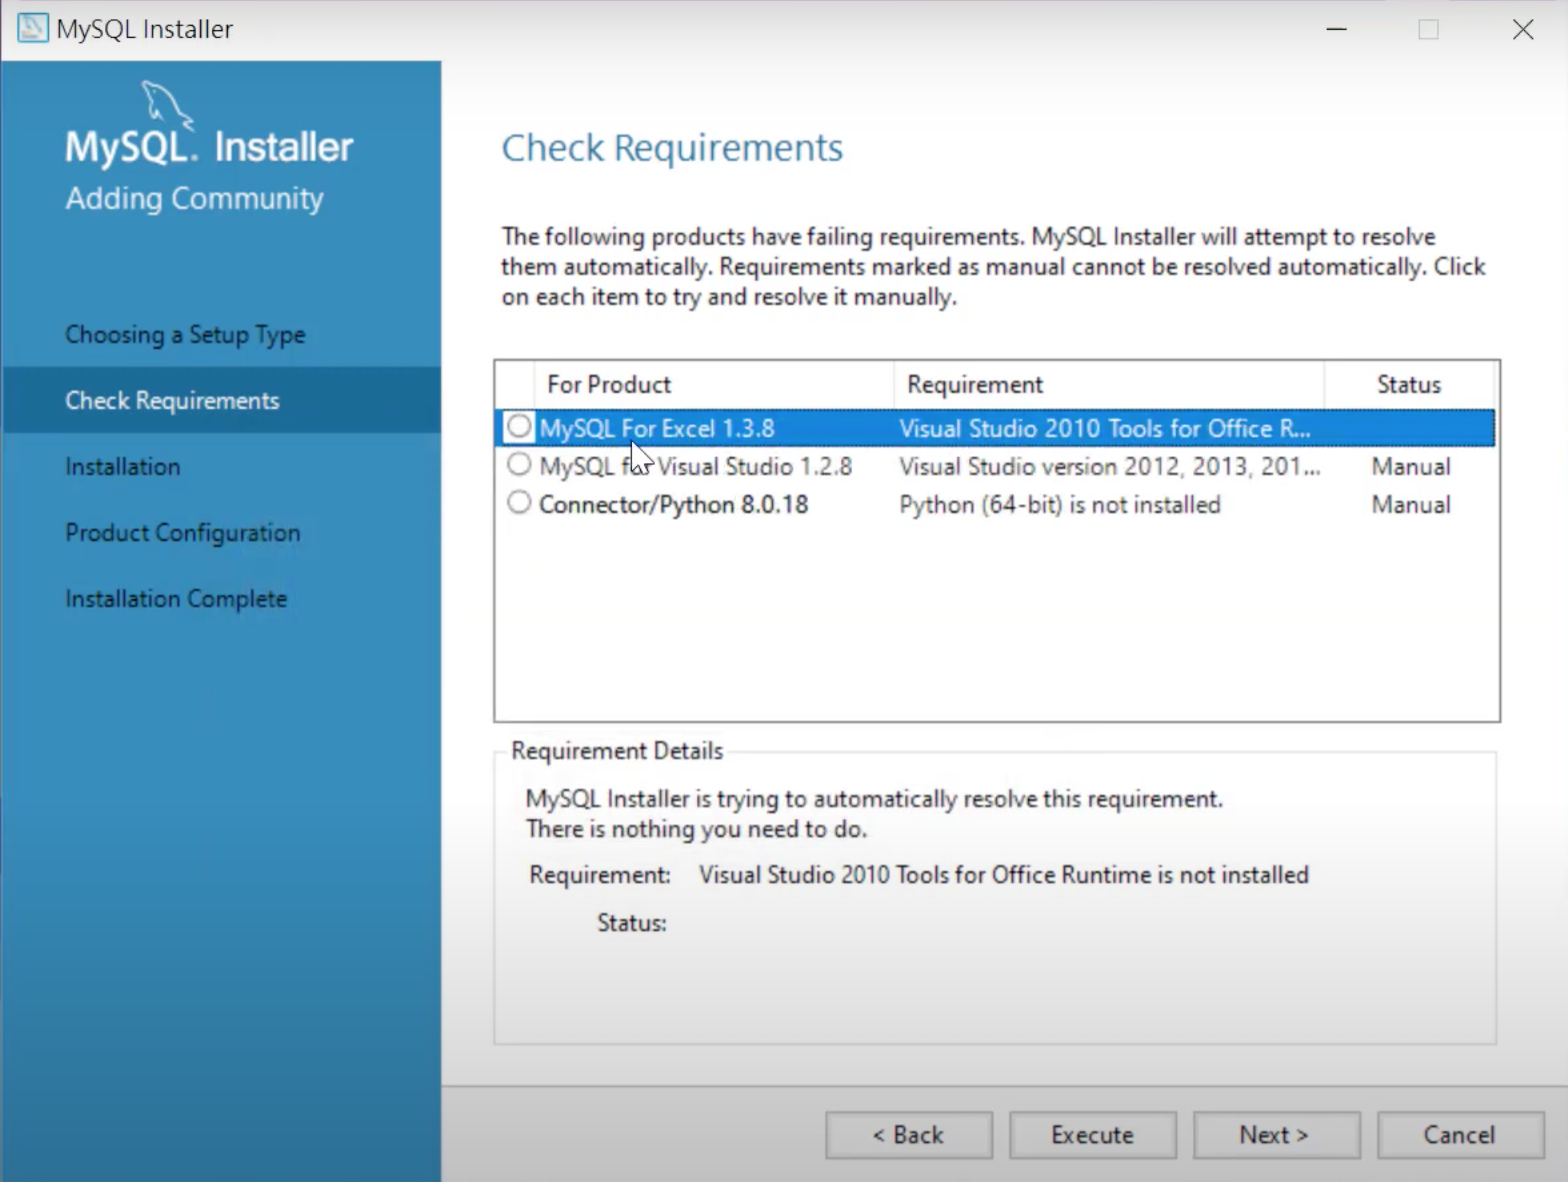 MySQL Installer
MySQL. Installer
Adding Community
Choosing a Setup Type
Check Requirements
Installation
Product Configuration
Installation Complete
Check Requirements
The following products have failing requirements. MySQL Installer will attempt to resolve
them automatically. Requirements marked as manual cannot be resolved automatically. Click
on each item to try and resolve it manually.
For Product Requirement Status
MySQL For Excel 1.3.8 Visual Studio 2010 Tools for Office R...
MySQL for Visual Studio 1.2.8 Visual Studio version 2012, 2013, 201... Manual
Connector/Python 8.0.18 Python (64-bit) is not installed Manual
Requirement Details
MySQL Installer is trying to automatically resolve this requirement.
There is nothing you need to do.
Requirement: Visual Studio 2010 Tools for Office Runtime is not installed
Status:
< Back Execute Next > Cancel